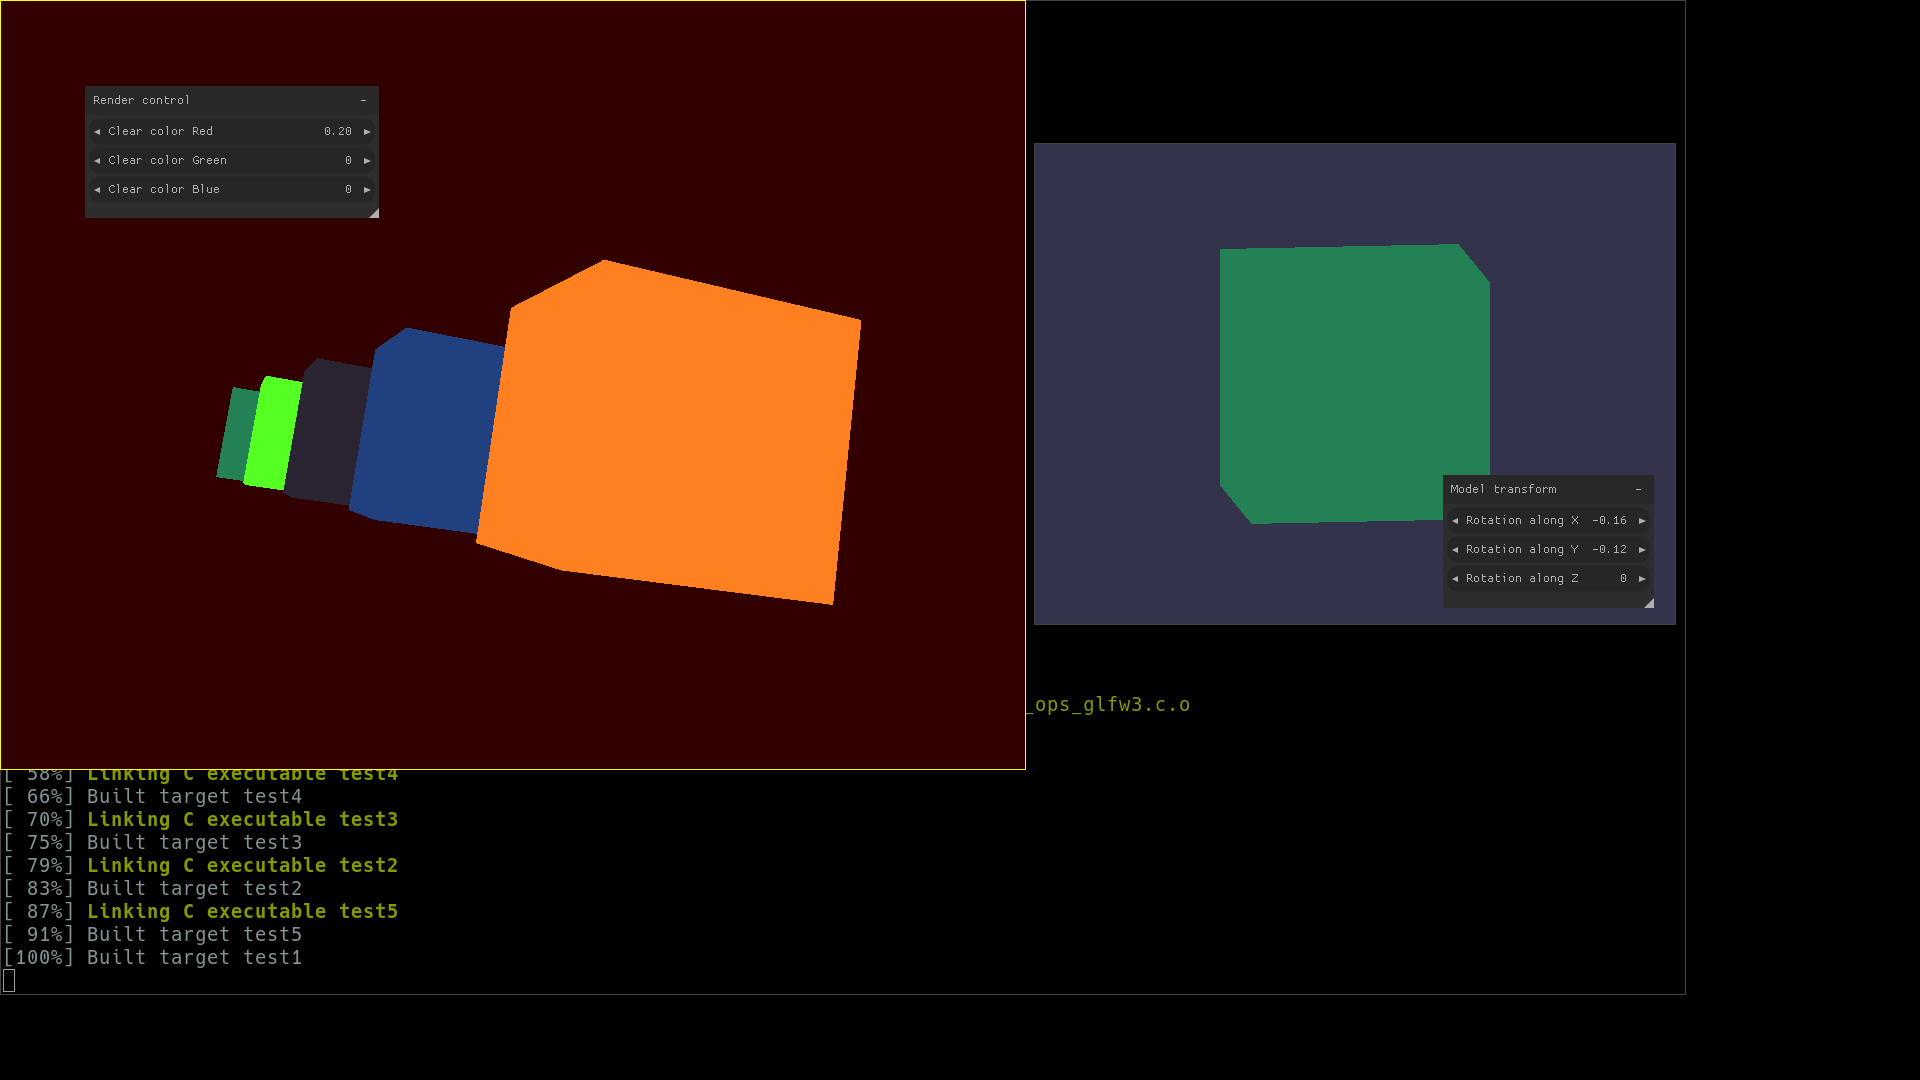 Render control -
◄ Clear color Red 0.20 ►
◄ Clear color Green 0 ►
◄ Clear color Blue 0 ►
Model transform -
◄ Rotation along X -0.16 ►
◄ Rotation along Y -0.12 ►
◄ Rotation along Z 0 ►
_ops_glfw3.c.o
[ 58%] Linking C executable test4
[ 66%] Built target test4
[ 70%] Linking C executable test3
[ 75%] Built target test3
[ 79%] Linking C executable test2
[ 83%] Built target test2
[ 87%] Linking C executable test5
[ 91%] Built target test5
[100%] Built target test1